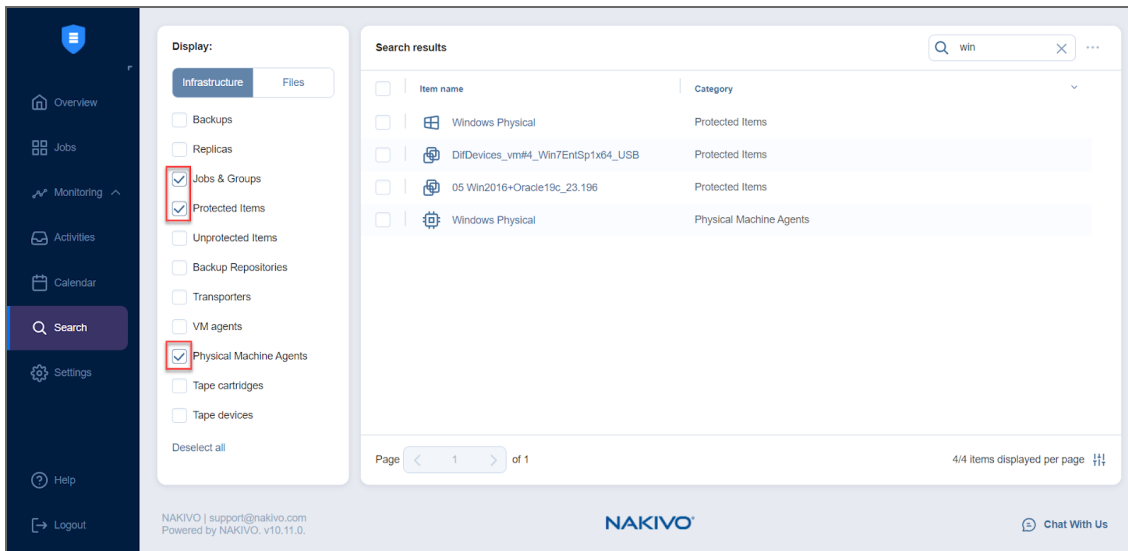 Overview
Jobs
Monitoring
Activities
Calendar
Search
Settings
Help
Logout
Display:
Infrastructure
Files
Backups
Replicas
Jobs & Groups
Protected Items
Unprotected Items
Backup Repositories
Transporters
VM agents
Physical Machine Agents
Tape cartridges
Tape devices
Deselect all
Search results
win
Item name Category
Windows Physical Protected Items
DifDevices_vm#4_Win7EntSp1x64_USB Protected Items
05 Win2016+Oracle19c_23.196 Protected Items
Windows Physical Physical Machine Agents
Page 1 of 1
4/4 items displayed per page
NAKIVO | support@nakivo.com
Powered by NAKIVO. v10.11.0.
NAKIVO®
Chat With Us